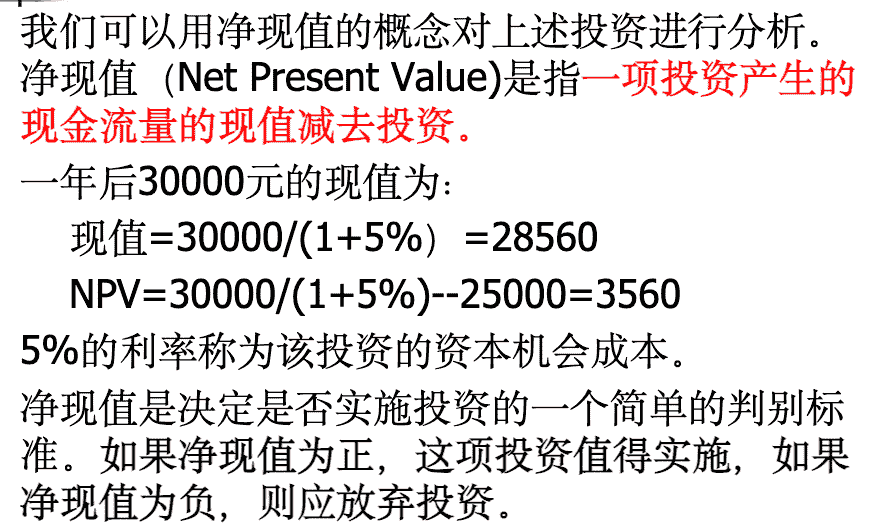 我们可以用净现值的概念对上述投资进行分析。
净现值（Net Present Value)是指一项投资产生的
现金流量的现值减去投资。
一年后30000元的现值为：
现值=30000/(1+5%）=28560
NPV=30000/(1+5%)--25000=3560
5%的利率称为该投资的资本机会成本。
净现值是决定是否实施投资的一个简单的判别标
准。如果净现值为正，这项投资值得实施，如果
净现值为负，则应放弃投资。